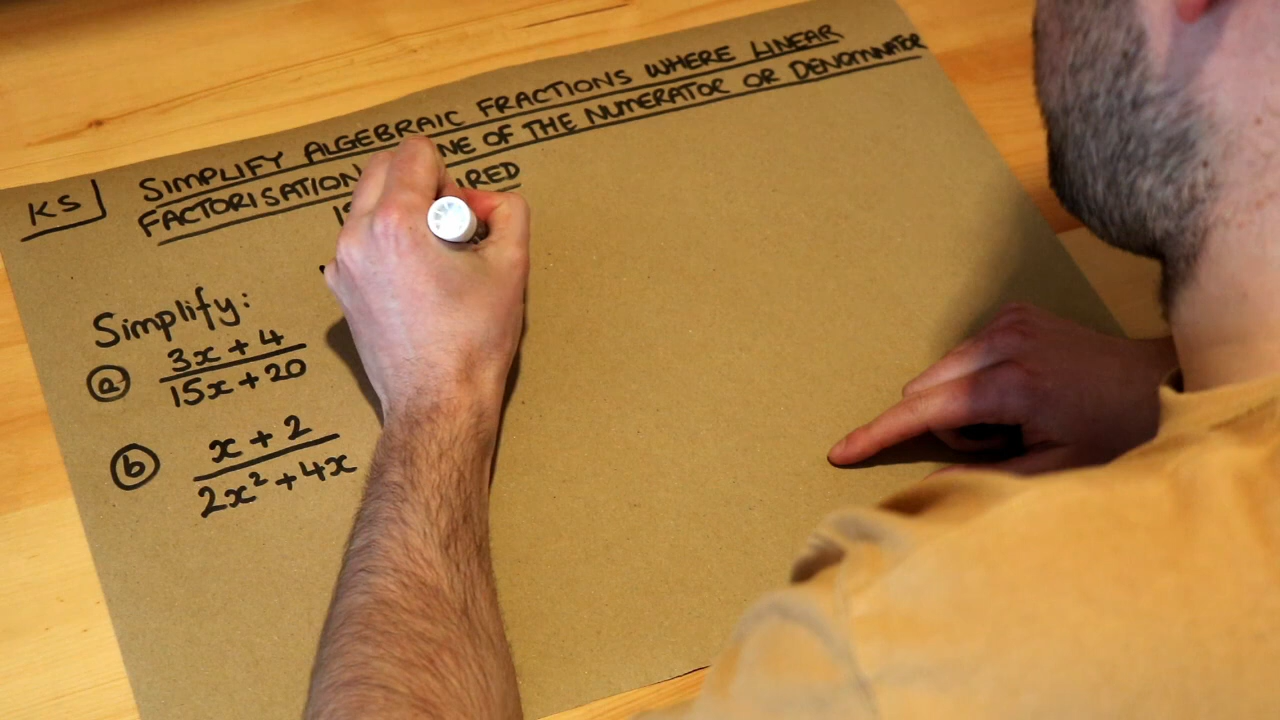 KS
SIMPLIFY ALGEBRAIC FRACTIONS WHERE LINEAR
FACTORISATION OF THE NUMERATOR OR DENOMINATOR
Simplify:
(a) 3x + 4
15x + 20
(b) x + 2
2x² + 4x